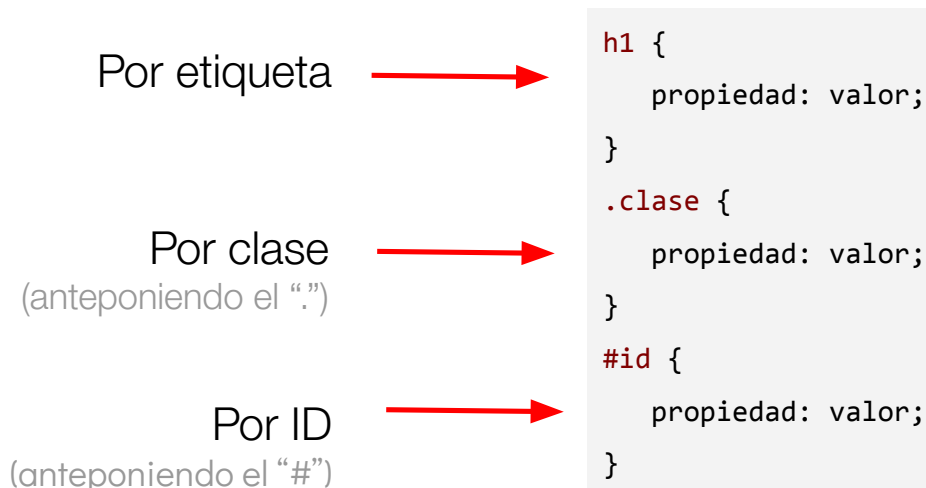 Por etiqueta
h1 {
propiedad: valor;
}
Por clase
(anteponiendo el “.”)
.clase {
propiedad: valor;
}
Por ID
(anteponiendo el “#”)
#id {
propiedad: valor;
}